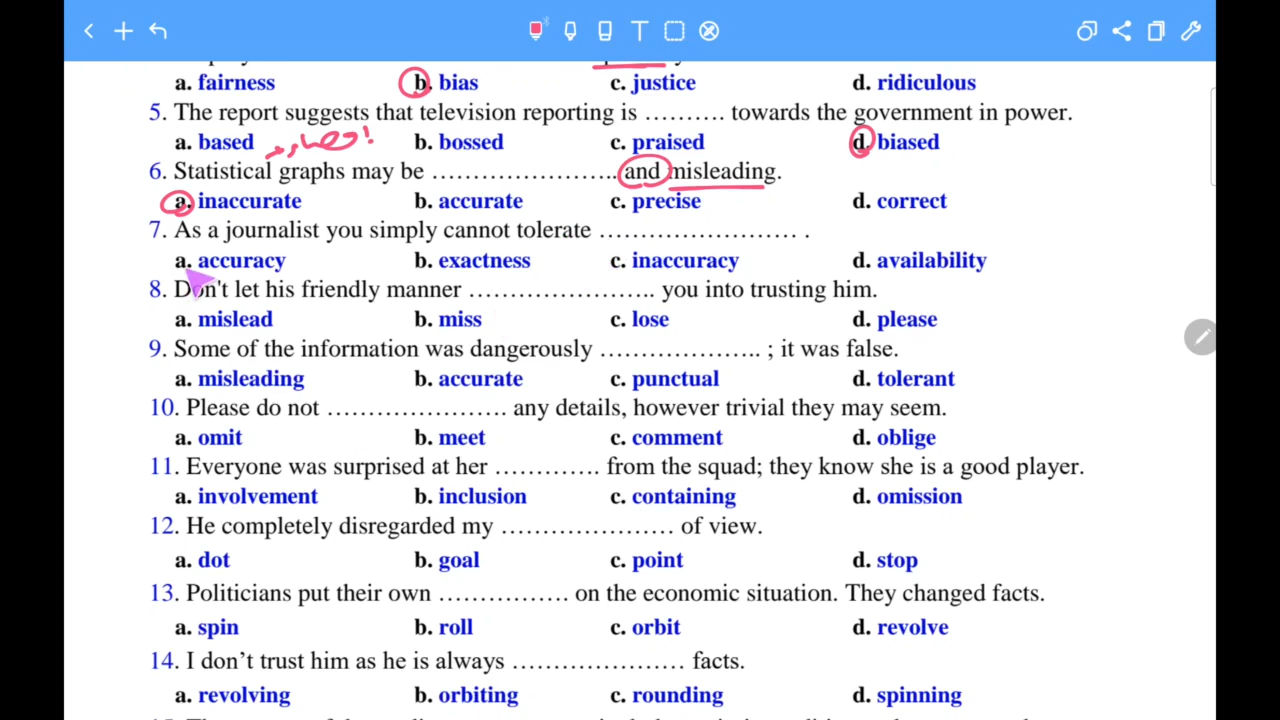 a. fairness b. bias c. justice d. ridiculous
5. The report suggests that television reporting is ………. towards the government in power.
a. based b. bossed c. praised d. biased
6. Statistical graphs may be ………………….. and misleading.
a. inaccurate b. accurate c. precise d. correct
7. As a journalist you simply cannot tolerate …………………… .
a. accuracy b. exactness c. inaccuracy d. availability
8. Don't let his friendly manner ………………….. you into trusting him.
a. mislead b. miss c. lose d. please
9. Some of the information was dangerously ……………….. ; it was false.
a. misleading b. accurate c. punctual d. tolerant
10. Please do not …………………. any details, however trivial they may seem.
a. omit b. meet c. comment d. oblige
11. Everyone was surprised at her …………. from the squad; they know she is a good player.
a. involvement b. inclusion c. containing d. omission
12. He completely disregarded my ………………… of view.
a. dot b. goal c. point d. stop
13. Politicians put their own ……………. on the economic situation. They changed facts.
a. spin b. roll c. orbit d. revolve
14. I don’t trust him as he is always ………………… facts.
a. revolving b. orbiting c. rounding d. spinning